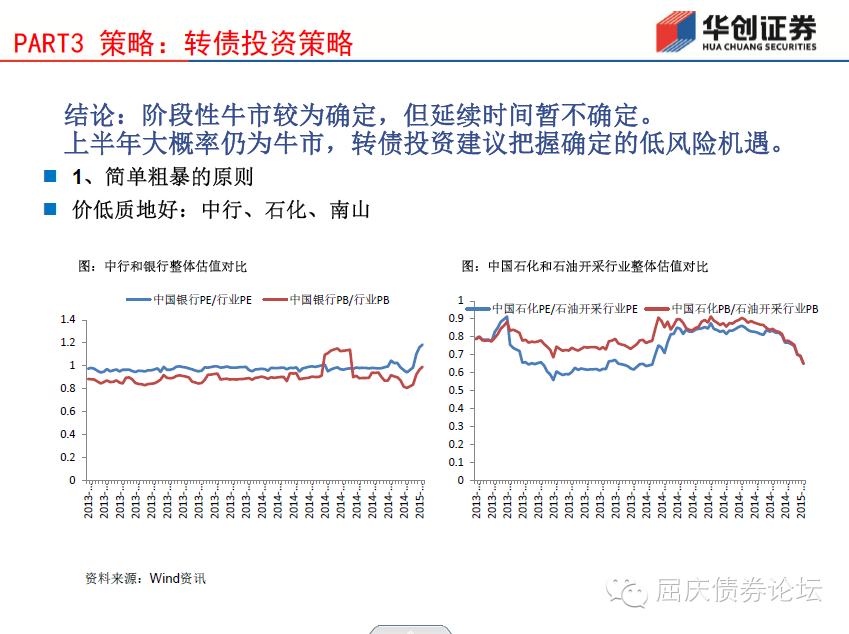 PART3 策略：转债投资策略
华创证券
HUA CHUANG SECURITIES
结论：阶段性牛市较为确定，但延续时间暂不确定。
上半年大概率仍为牛市，转债投资建议把握确定的低风险机遇。
1、简单粗暴的原则
价低质地好：中行、石化、南山
图：中行和银行整体估值对比
中国银行PE/行业PE 中国银行PB/行业PB
1.4
1.2
1
0.8
0.6
0.4
0.2
0
2013-… 2013-… 2013-… 2013-… 2013-… 2013-… 2013-… 2013-… 2013-… 2013-… 2013-… 2014-… 2014-… 2014-… 2014-… 2014-… 2014-… 2014-… 2014-… 2014-… 2014-… 2015-…
图：中国石化和石油开采行业整体估值对比
中国石化PE/石油开采行业PE 中国石化PB/石油开采行业PB
1
0.9
0.8
0.7
0.6
0.5
0.4
0.3
0.2
0.1
0
2013-… 2013-… 2013-… 2013-… 2013-… 2013-… 2013-… 2013-… 2013-… 2013-… 2013-… 2014-… 2014-… 2014-… 2014-… 2014-… 2014-… 2014-… 2014-… 2014-… 2014-… 2015-…
资料来源：Wind资讯
屈庆债券论坛